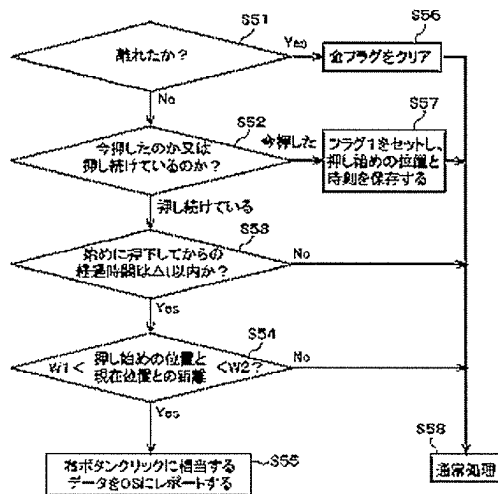 S51
離れたか？
Yes
S56
全フラグをクリア
No
S52
今押したのか又は
押し続けているのか？
今押した
S57
フラグ1をセットし、
押し始めの位置と
時刻を保存する
押し続けている
S53
始めに押下してからの
経過時間はΔt以内か？
No
Yes
S54
W1< 押し始めの位置と
現在位置との距離 <W2？
No
Yes
S55
右ボタンクリックに相当する
データをOSにレポートする
S58
通常処理